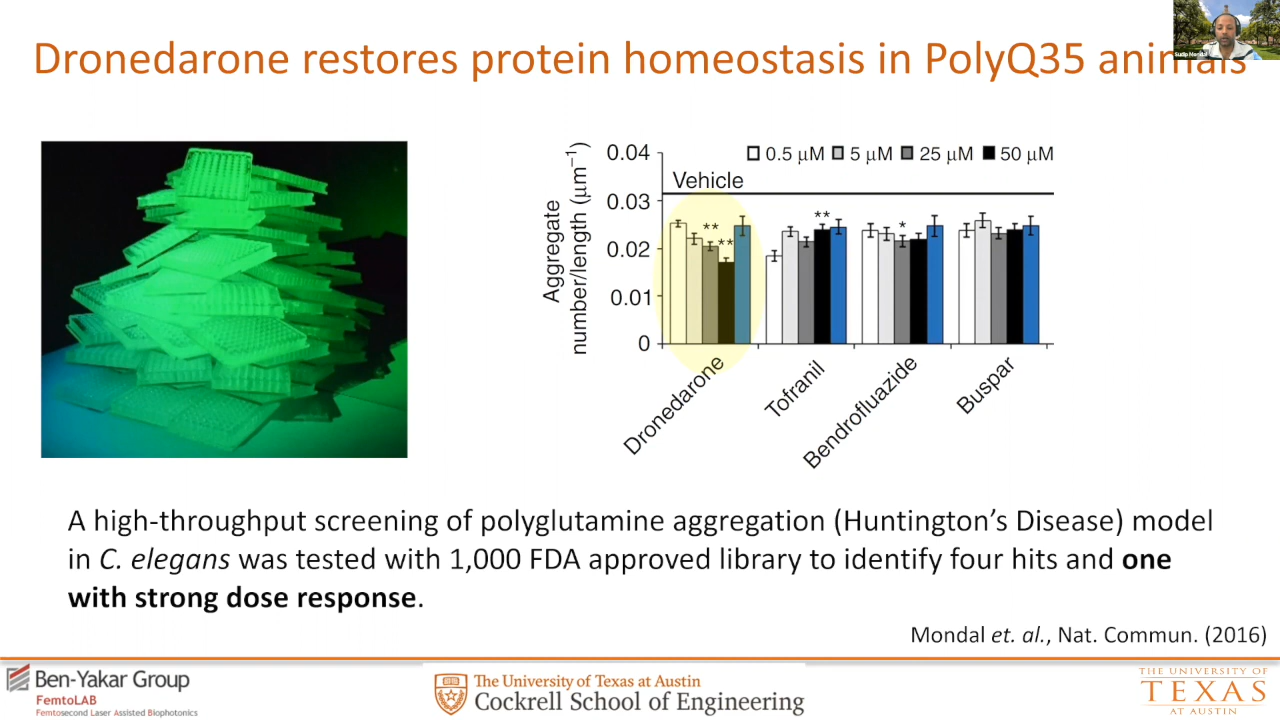 Dronedarone restores protein homeostasis in PolyQ35 animals
Sudip Mondal
Aggregate
number/length (μm⁻¹)
0.04
0.03
0.02
0.01
0
0.5 μM 5 μM 25 μM 50 μM
Vehicle
**
**
**
*
Dronedarone
Tofranil
Bendrofluazide
Buspar
A high-throughput screening of polyglutamine aggregation (Huntington’s Disease) model
in C. elegans was tested with 1,000 FDA approved library to identify four hits and one
with strong dose response.
Mondal et. al., Nat. Commun. (2016)
Ben-Yakar Group
FemtoLAB
Femtosecond Laser Assisted Biophotonics
The University of Texas at Austin
Cockrell School of Engineering
THE UNIVERSITY OF
TEXAS
AT AUSTIN